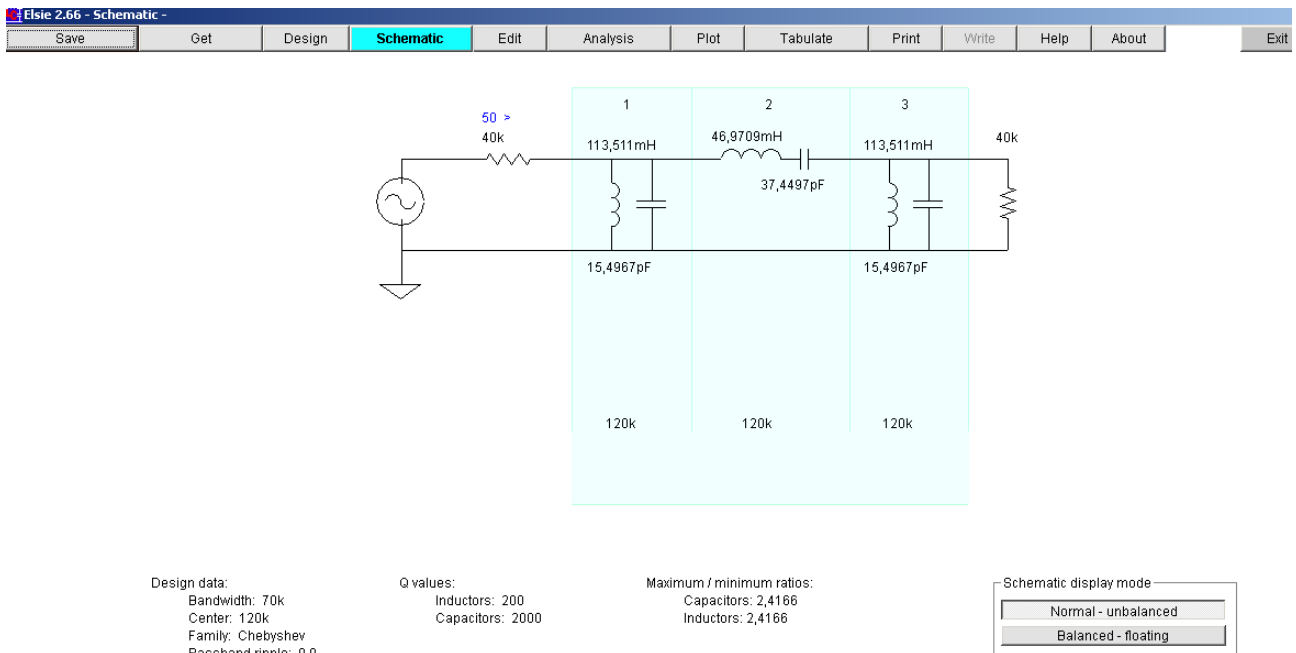 Elsie 2.66 - Schematic -
Save Get Design Schematic Edit Analysis Plot Tabulate Print Write Help About Exit
1 2 3
50 >
40k 113,511mH 46,9709mH 113,511mH 40k
37,4497pF
15,4967pF 15,4967pF
120k 120k 120k
Design data: Q values: Maximum / minimum ratios: Schematic display mode
Bandwidth: 70k Inductors: 200 Capacitors: 2,4166 Normal - unbalanced
Center: 120k Capacitors: 2000 Inductors: 2,4166
Family: Chebyshev Balanced - floating
Passband ripple: